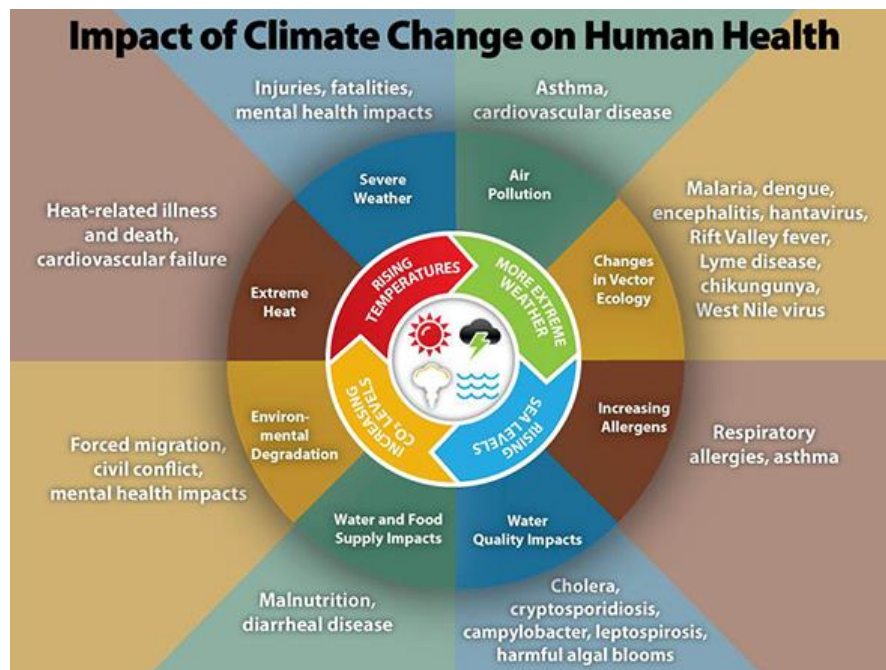 Impact of Climate Change on Human Health
Injuries, fatalities,
mental health impacts
Asthma,
cardiovascular disease
Severe
Weather
Air
Pollution
Heat-related illness
and death,
cardiovascular failure
Extreme
Heat
RISING
TEMPERATURES
MORE EXTREME
WEATHER
Changes
in Vector
Ecology
Malaria, dengue,
encephalitis, hantavirus,
Rift Valley fever,
Lyme disease,
chikungunya,
West Nile virus
Forced migration,
civil conflict,
mental health impacts
Environ-
mental
Degradation
INCREASING
CO₂ LEVELS
RISING
SEA LEVELS
Increasing
Allergens
Respiratory
allergies, asthma
Water and Food
Supply Impacts
Water
Quality Impacts
Malnutrition,
diarrheal disease
Cholera,
cryptosporidiosis,
campylobacter, leptospirosis,
harmful algal blooms